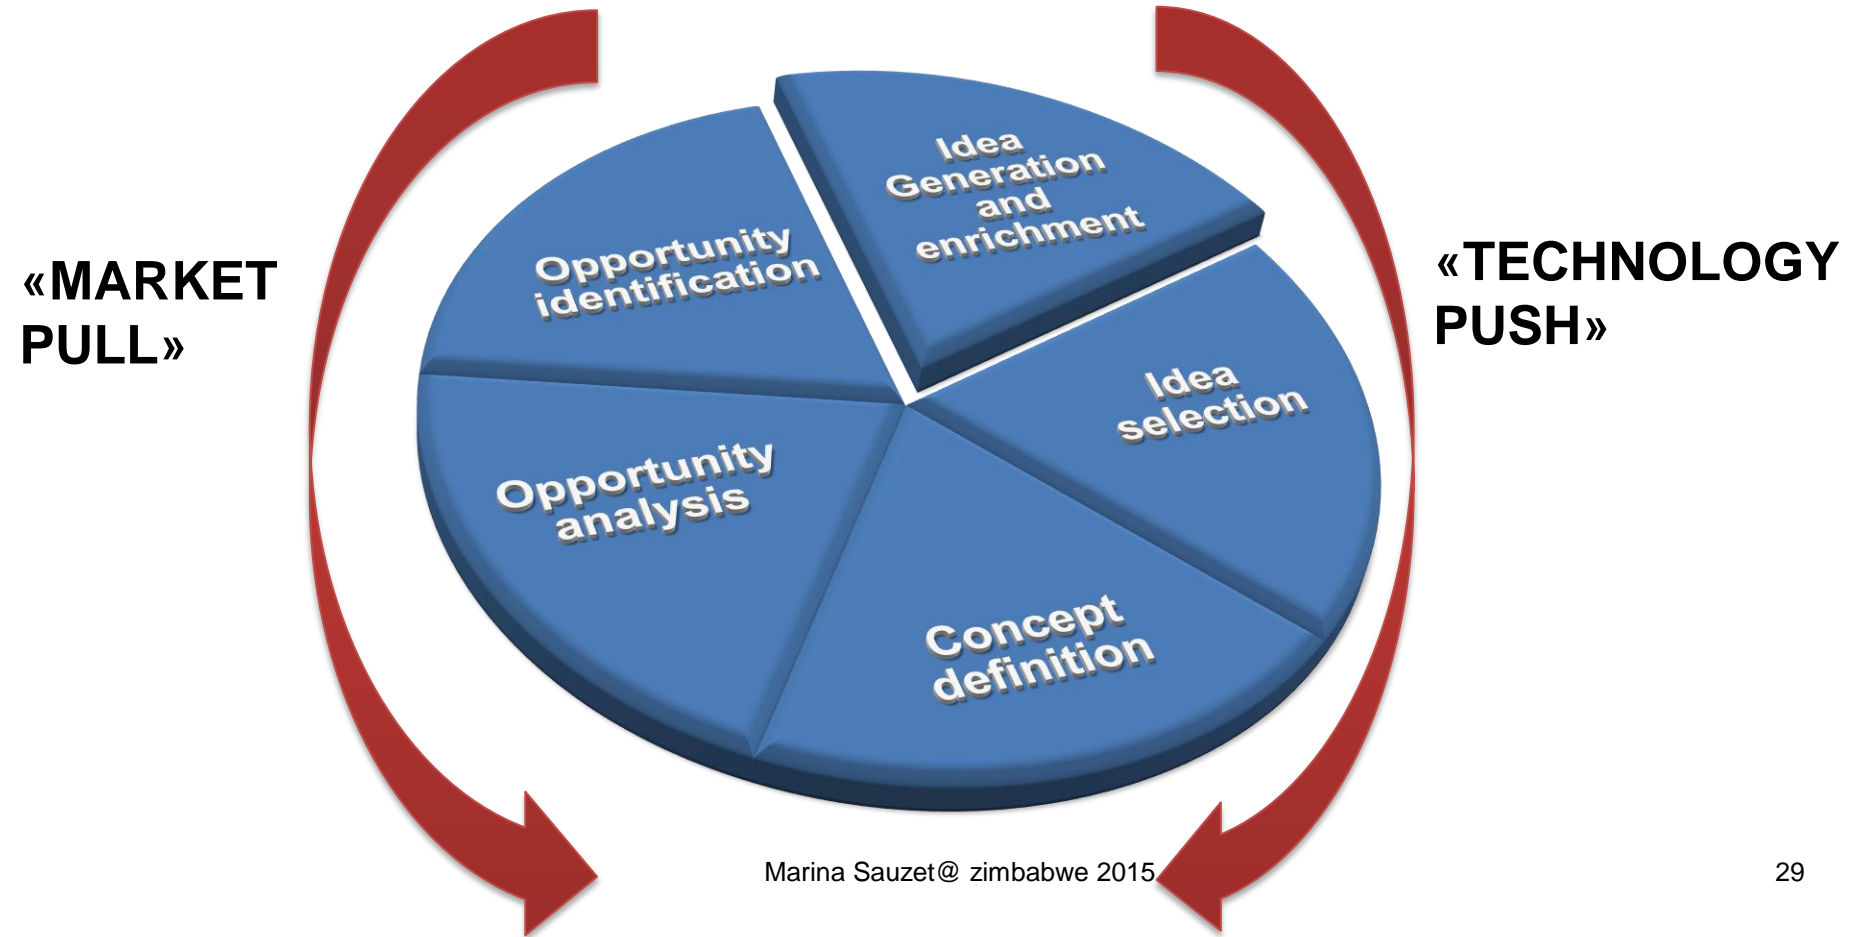 «MARKET
PULL»
Opportunity
identification
Opportunity
analysis
Idea
Generation
and
enrichment
Idea
selection
Concept
definition
«TECHNOLOGY
PUSH»
Marina Sauzet@ zimbabwe 2015
29